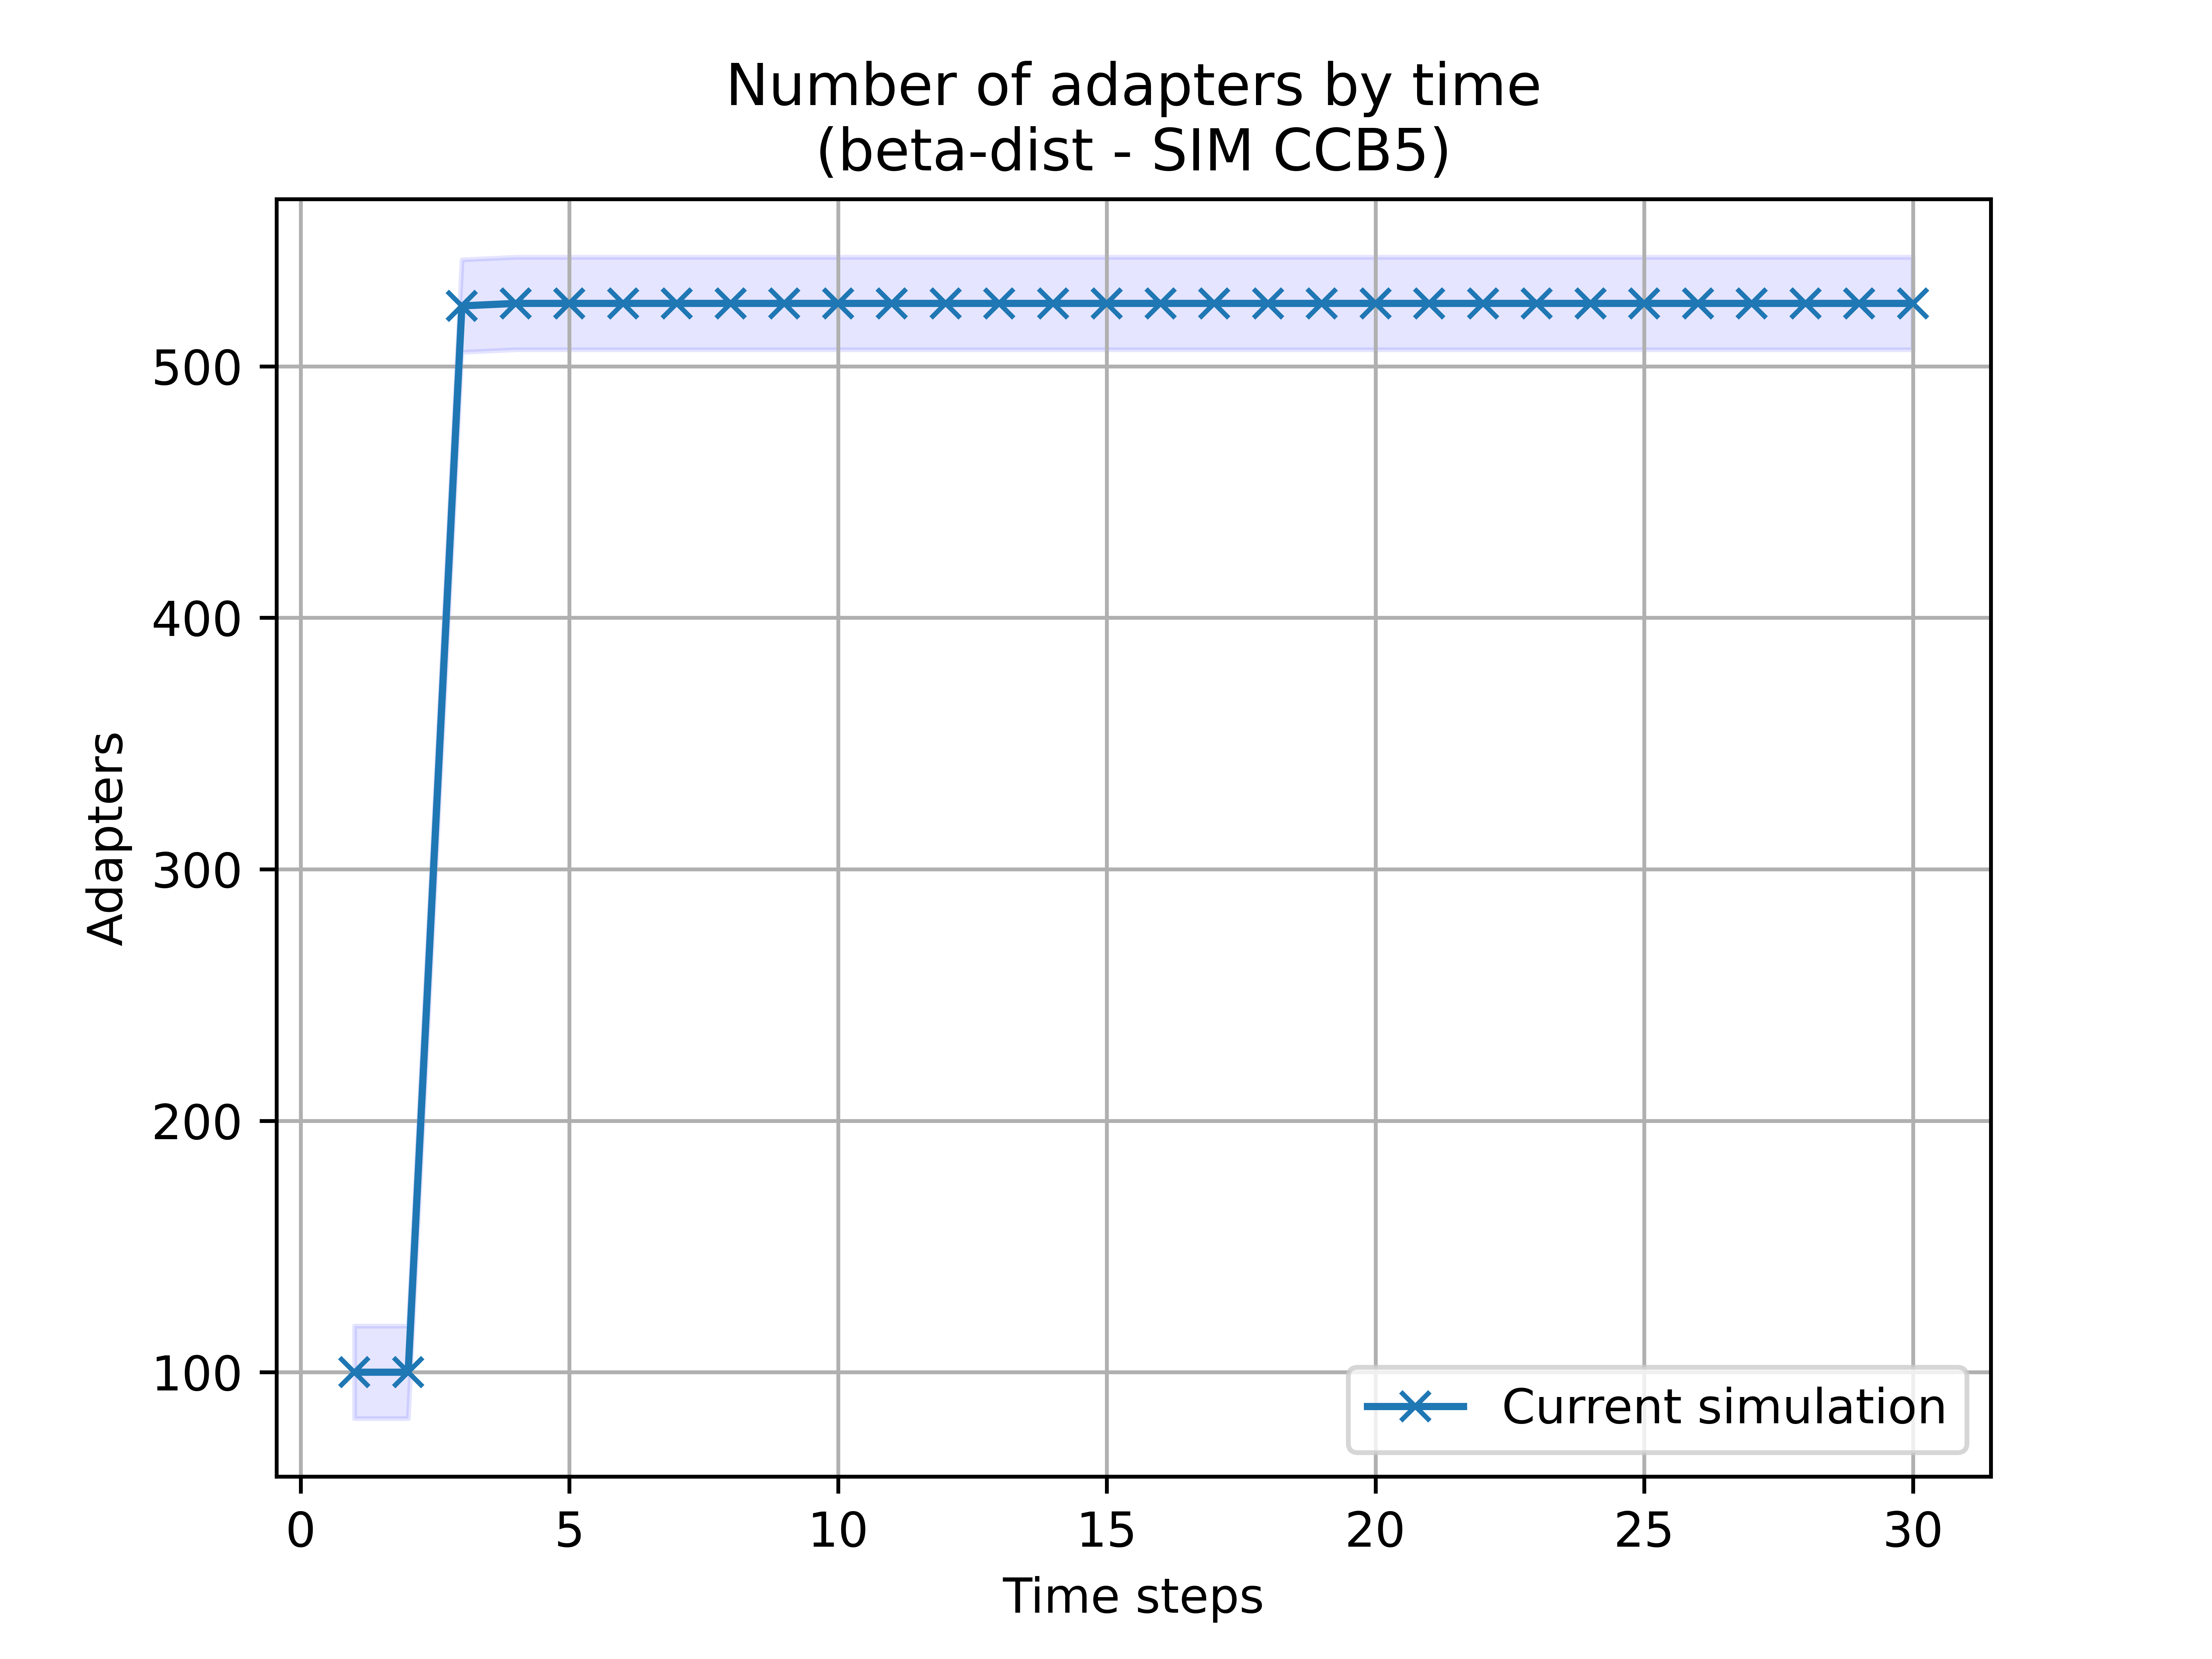 Number of adapters by time
(beta-dist - SIM CCB5)
Adapters
500
400
300
200
100
0 5 10 15 20 25 30
Time steps
Current simulation